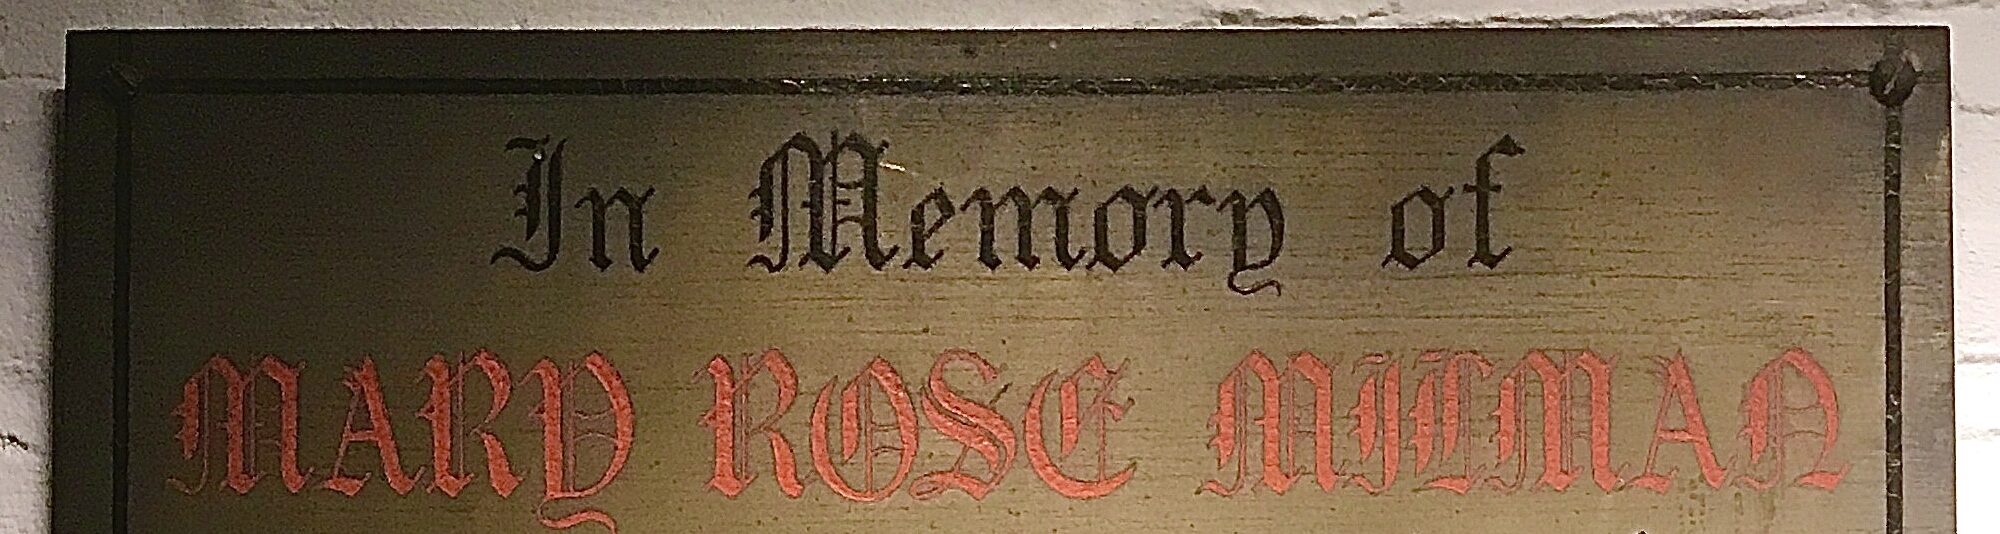 In Memory of
MARY ROSE MILMAN